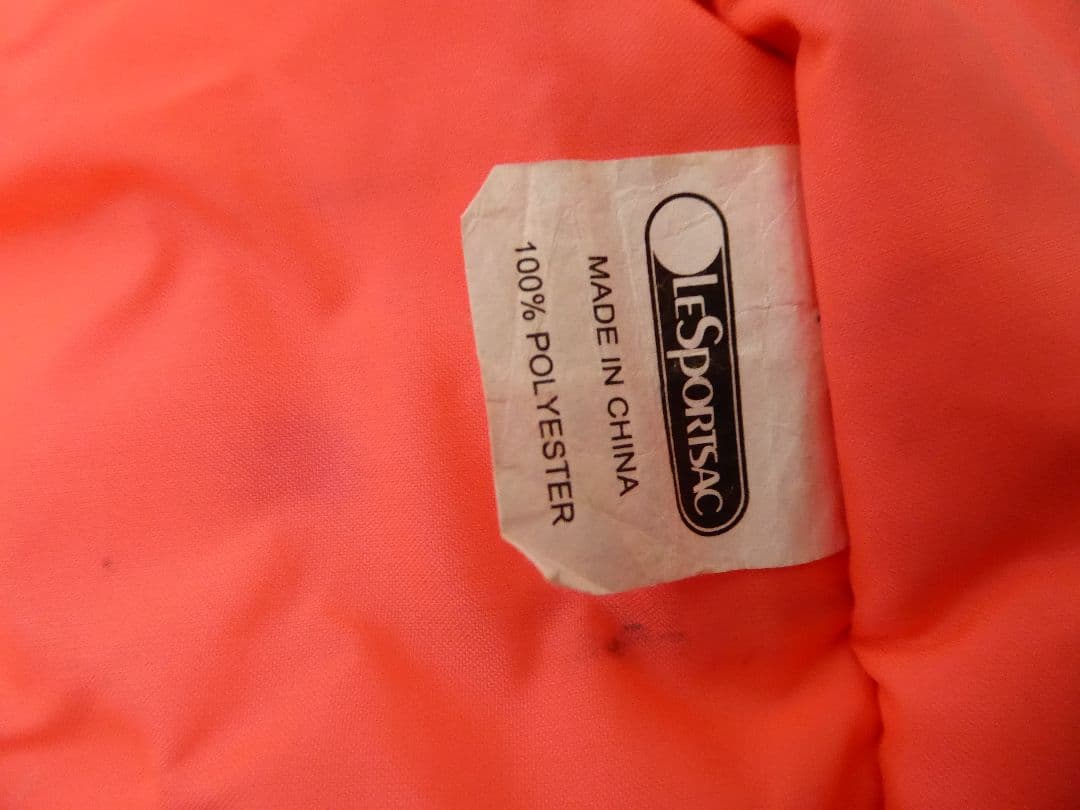 LESPORTSAC
MADE IN CHINA
100% POLYESTER